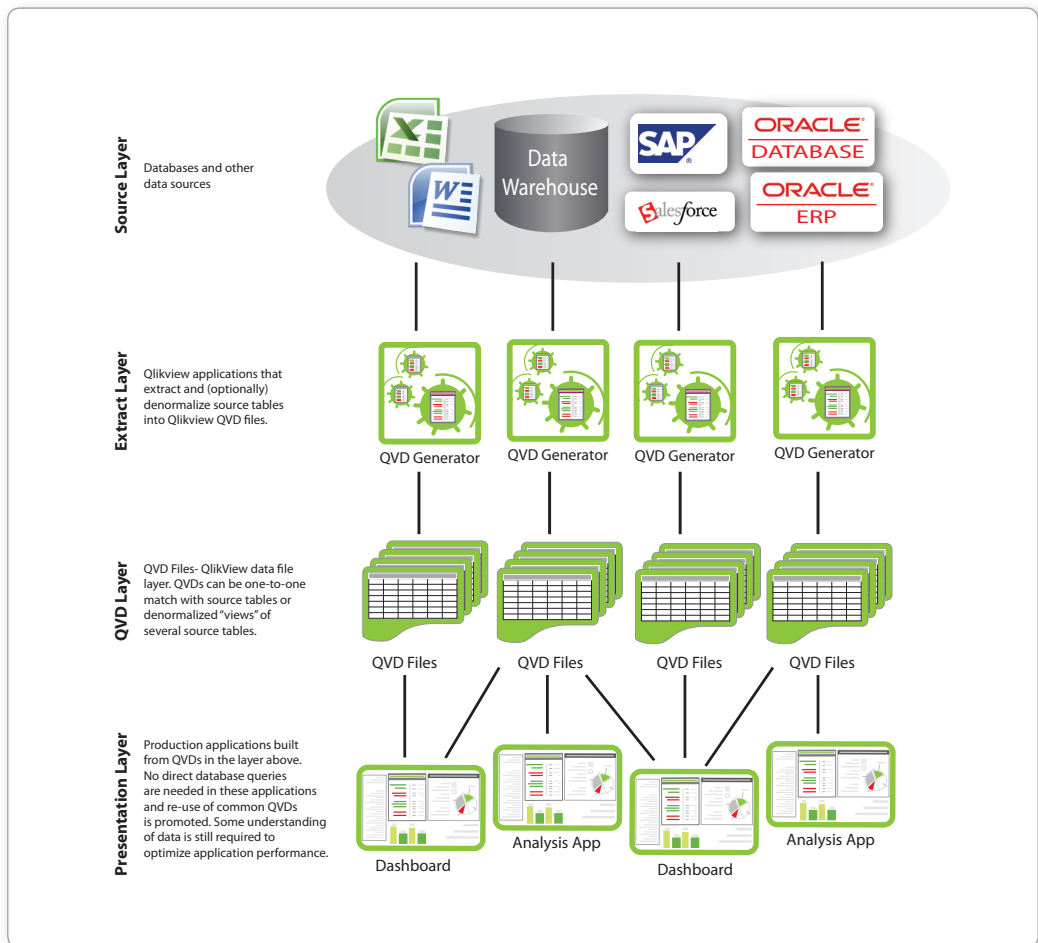 Source Layer
Databases and other
data sources
X
W
Data
Warehouse
SAP®
salesforce
ORACLE®
DATABASE
ORACLE®
ERP
Extract Layer
Qlikview applications that
extract and (optionally)
denormalize source tables
into Qlikview QVD files.
QVD Generator
QVD Generator
QVD Generator
QVD Generator
QVD Layer
QVD Files- QlikView data file
layer. QVDs can be one-to-one
match with source tables or
denormalized “views” of
several source tables.
QVD Files
QVD Files
QVD Files
QVD Files
Presentation Layer
Production applications built
from QVDs in the layer above.
No direct database queries
are needed in these applications
and re-use of common QVDs
is promoted. Some understanding
of data is still required to
optimize application performance.
Dashboard
Analysis App
Dashboard
Analysis App